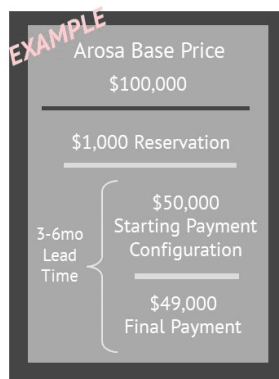 EXAMPLE
Arosa Base Price
$100,000
$1,000 Reservation
3-6mo
Lead
Time
$50,000
Starting Payment
Configuration
$49,000
Final Payment